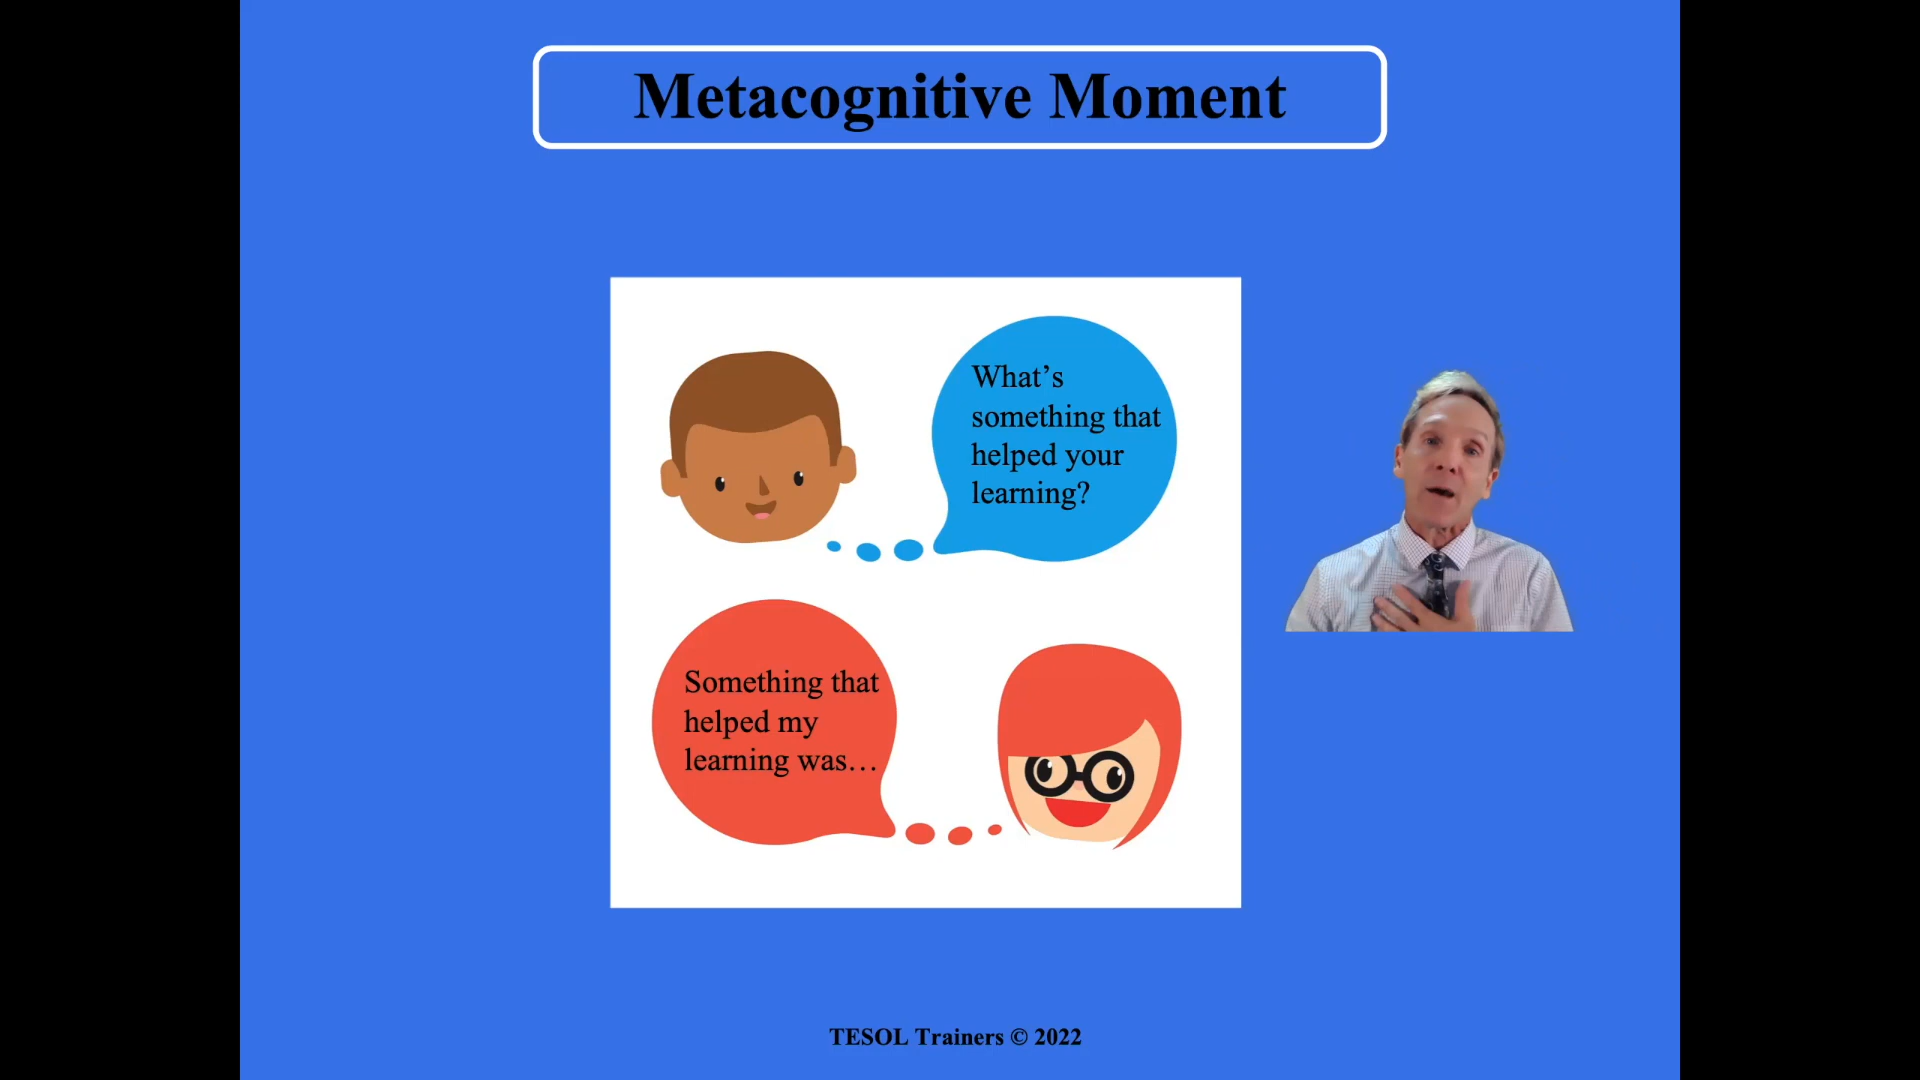 Metacognitive Moment
What’s
something that
helped your
learning?
Something that
helped my
learning was…
TESOL Trainers © 2022